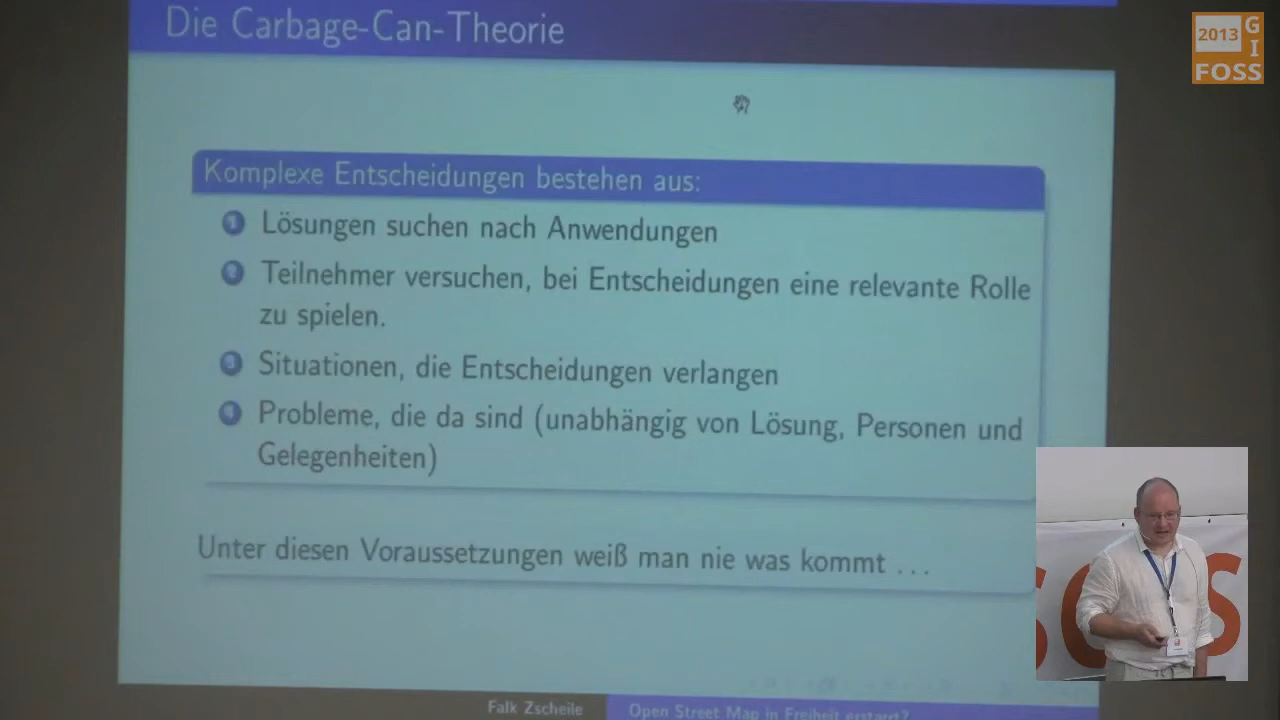 Die Carbage-Can-Theorie
2013 GI
FOSS
Komplexe Entscheidungen bestehen aus:
1 Lösungen suchen nach Anwendungen
2 Teilnehmer versuchen, bei Entscheidungen eine relevante Rolle
zu spielen.
3 Situationen, die Entscheidungen verlangen
4 Probleme, die da sind (unabhängig von Lösung, Personen und
Gelegenheiten)
Unter diesen Voraussetzungen weiß man nie was kommt ...
Falk Zscheile
Open Street Map in Freiheit erstarrt?